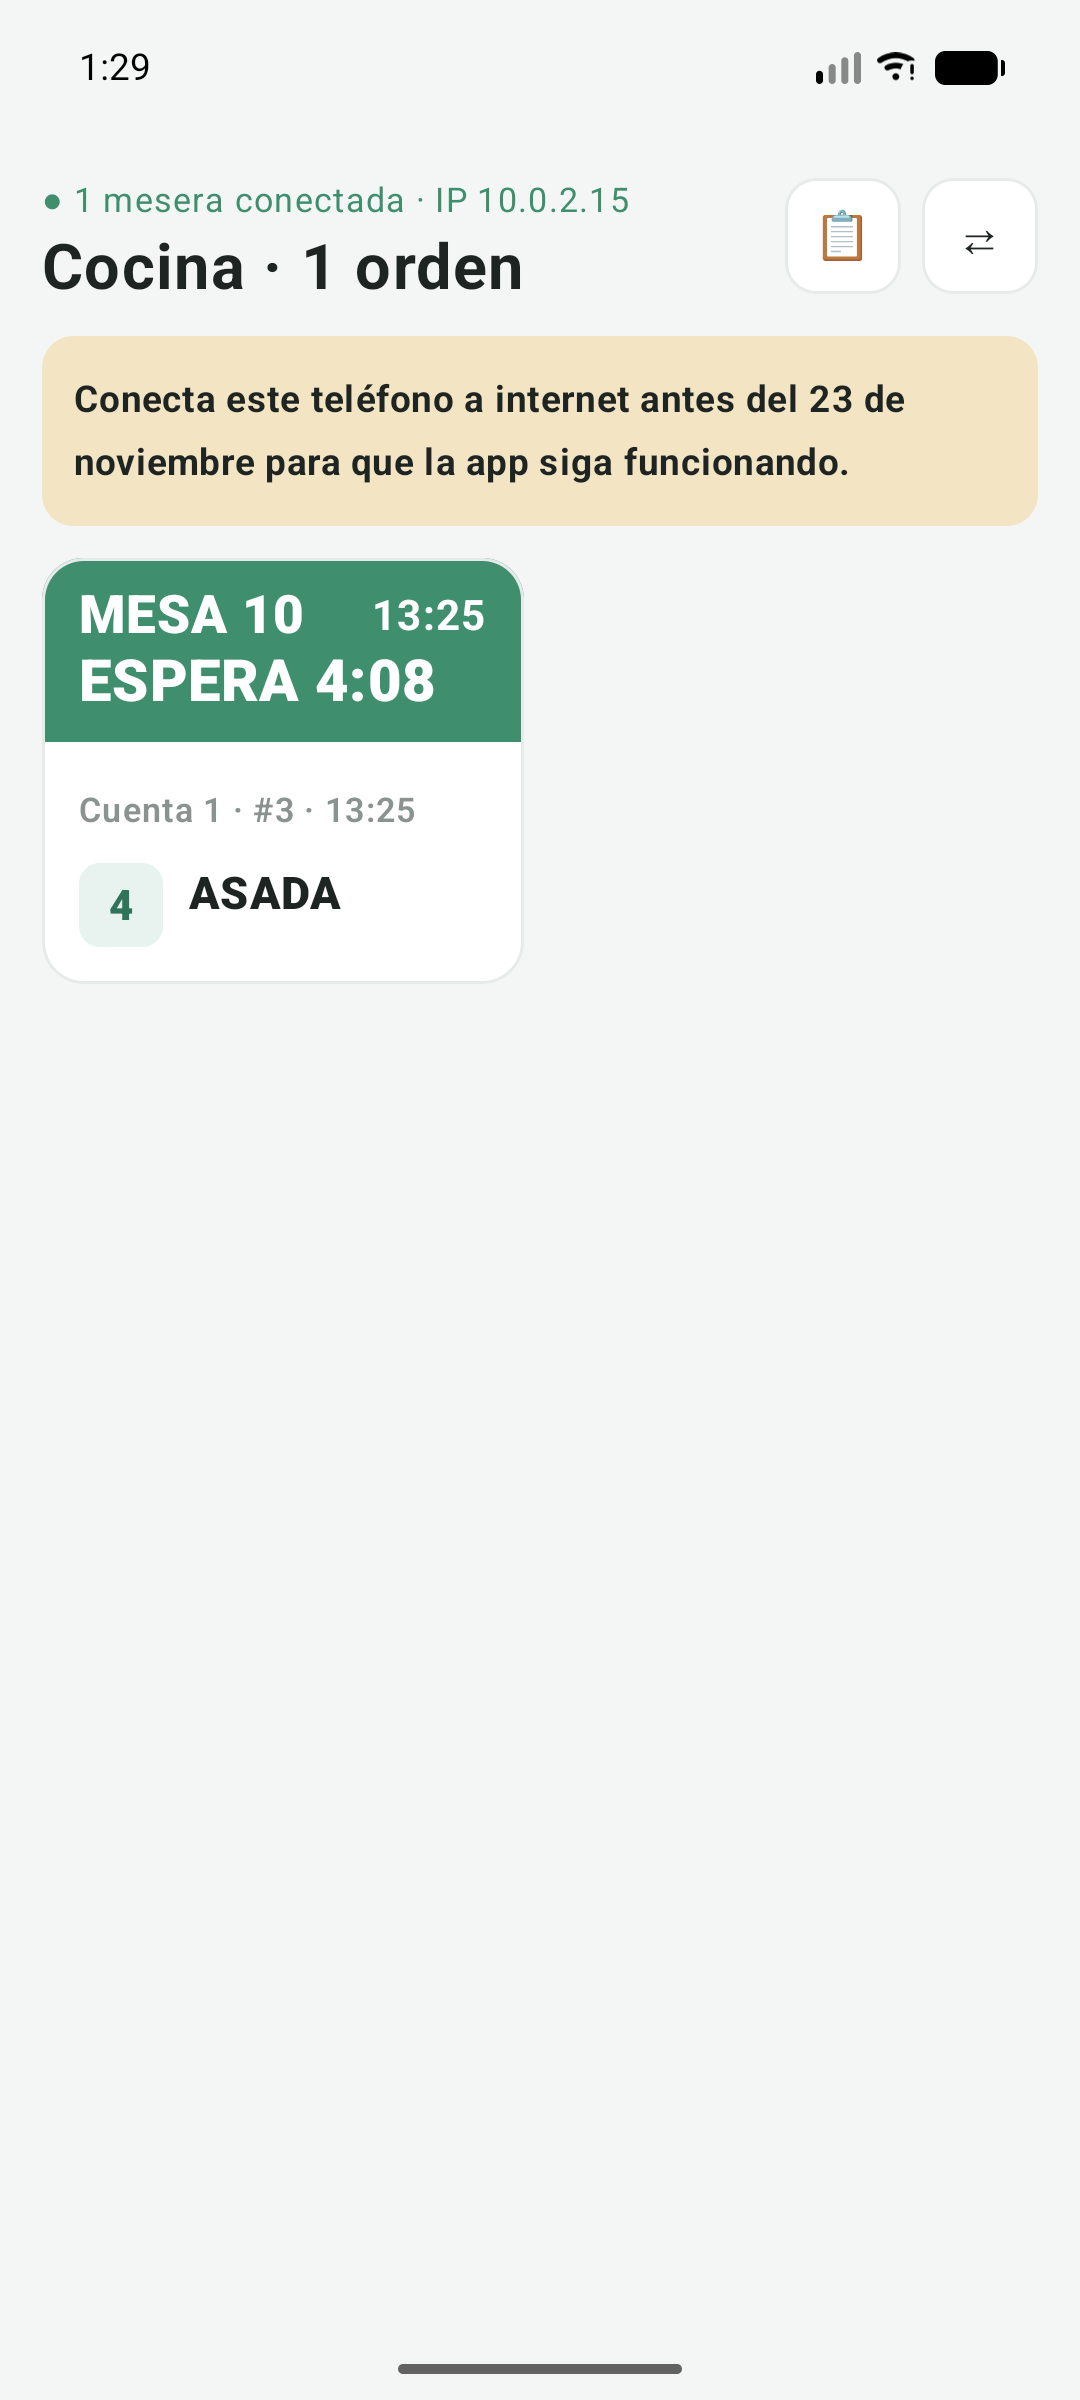 1:29
● 1 mesera conectada · IP 10.0.2.15
Cocina · 1 orden
Conecta este teléfono a internet antes del 23 de
noviembre para que la app siga funcionando.
MESA 10 13:25
ESPERA 4:08
Cuenta 1 · #3 · 13:25
4 ASADA